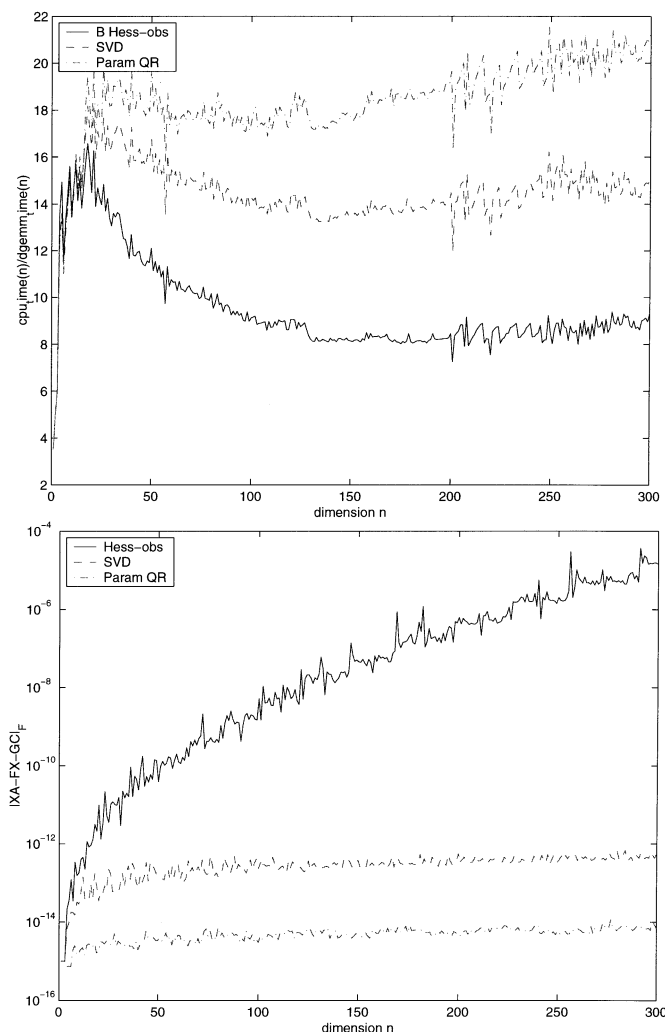 22
20
18
16
14
12
10
8
6
4
2
cpu_time(n)/dgemm_time(n)
B Hess-obs
SVD
Param QR
0 50 100 150 200 250 300
dimension n
10^-4
10^-6
10^-8
10^-10
10^-12
10^-14
10^-16
|XA-FX-GC|_F
Hess-obs
SVD
Param QR
0 50 100 150 200 250 300
dimension n